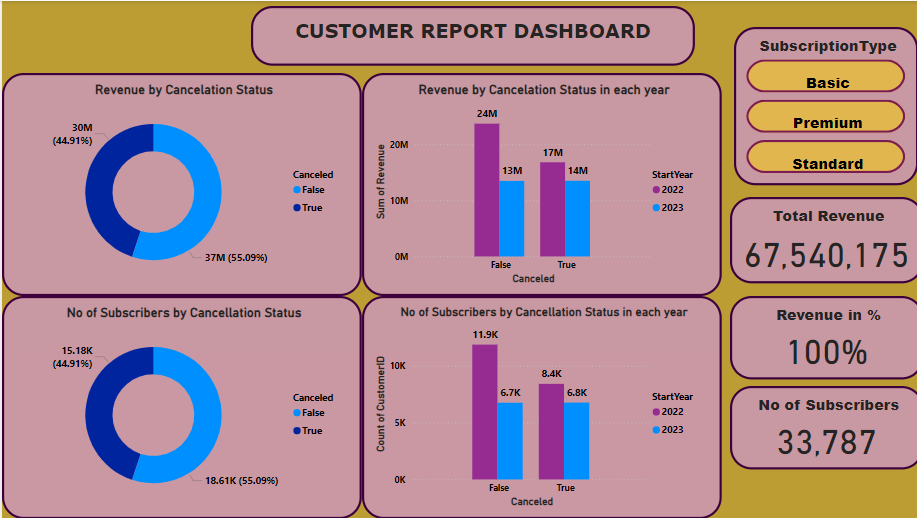 CUSTOMER REPORT DASHBOARD
SubscriptionType
Basic
Premium
Standard
Revenue by Cancelation Status
30M
(44.91%)
37M (55.09%)
Canceled
False
True
Revenue by Cancelation Status in each year
Sum of Revenue
20M
10M
0M
24M
13M
17M
14M
False
True
Canceled
StartYear
2022
2023
Total Revenue
67,540,175
No of Subscribers by Cancellation Status
15.18K
(44.91%)
18.61K (55.09%)
Canceled
False
True
No of Subscribers by Cancellation Status in each year
Count of CustomerID
10K
5K
0K
11.9K
6.7K
8.4K
6.8K
False
True
Canceled
StartYear
2022
2023
Revenue in %
100%
No of Subscribers
33,787